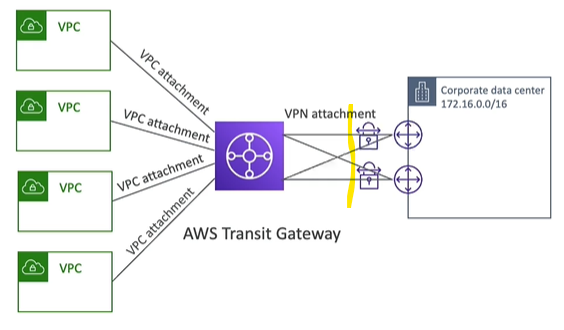 VPC
VPC attachment
VPC
VPC attachment
VPC
VPC attachment
VPC
VPC attachment
AWS Transit Gateway
VPN attachment
Corporate data center
172.16.0.0/16